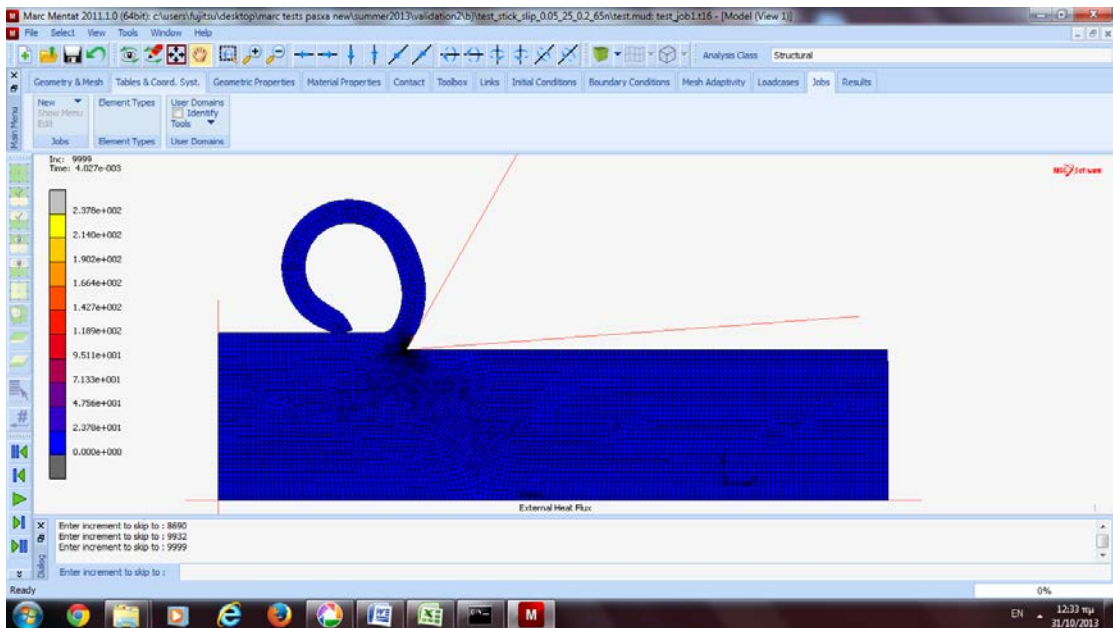 Marc Mentat 2011.1.0 (64bit): c:\users\fujitsu\desktop\marc tests pasxa new\summer2013\validation2\b)\test_stick_slip_0.05_25_0.2_65n\test.mud: test_job1.t16 - [Model (View 1)]
File Select View Tools Window Help
Analysis Class Structural
Geometry & Mesh Tables & Coord. Syst. Geometric Properties Material Properties Contact Toolbox Links Initial Conditions Boundary Conditions Mesh Adaptivity Loadcases Jobs Results
Main Menu
New Element Types User Domains
Show Menu Identify
Edit Tools
Jobs Element Types User Domains
Inc: 9999
Time: 4.027e-003
MSC Software
2.378e+002
2.140e+002
1.902e+002
1.664e+002
1.427e+002
1.189e+002
9.511e+001
7.133e+001
4.756e+001
2.378e+001
0.000e+000
External Heat Flux
1
Dialog
Enter increment to skip to : 8690
Enter increment to skip to : 9932
Enter increment to skip to : 9999
Enter increment to skip to :
Ready
0%
EN
12:33 πμ
31/10/2013